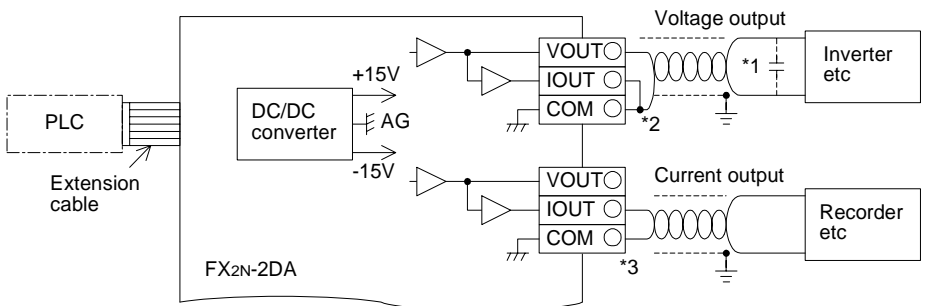 Voltage output
VOUT
IOUT
COM
*1
*2
Inverter
etc
+15V
DC/DC
converter
AG
-15V
PLC
Extension
cable
Current output
VOUT
IOUT
COM
*3
Recorder
etc
FX2N-2DA